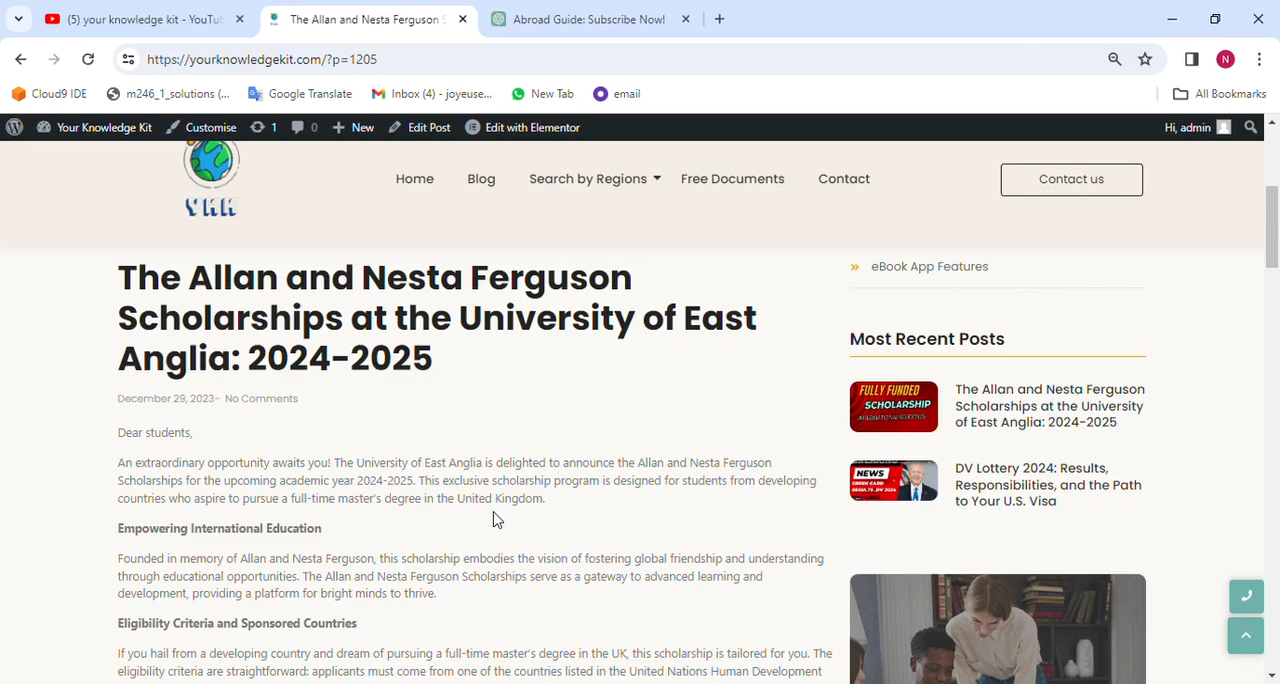 (5) your knowledge kit - YouTu
The Allan and Nesta Ferguson S
Abroad Guide: Subscribe Now!
https://yourknowledgekit.com/?p=1205
N
Cloud9 IDE
m246_1_solutions (...
Google Translate
Inbox (4) - joyeuse...
New Tab
email
All Bookmarks
Your Knowledge Kit
Customise
1
0
New
Edit Post
Edit with Elementor
Hi, admin
YKK
Home
Blog
Search by Regions
Free Documents
Contact
Contact us
The Allan and Nesta Ferguson
Scholarships at the University of East
Anglia: 2024-2025
December 29, 2023- No Comments
Dear students,
An extraordinary opportunity awaits you! The University of East Anglia is delighted to announce the Allan and Nesta Ferguson
Scholarships for the upcoming academic year 2024-2025. This exclusive scholarship program is designed for students from developing
countries who aspire to pursue a full-time master's degree in the United Kingdom.
Empowering International Education
Founded in memory of Allan and Nesta Ferguson, this scholarship embodies the vision of fostering global friendship and understanding
through educational opportunities. The Allan and Nesta Ferguson Scholarships serve as a gateway to advanced learning and
development, providing a platform for bright minds to thrive.
Eligibility Criteria and Sponsored Countries
If you hail from a developing country and dream of pursuing a full-time master's degree in the UK, this scholarship is tailored for you. The
eligibility criteria are straightforward: applicants must come from one of the countries listed in the United Nations Human Development
eBook App Features
Most Recent Posts
FULLY FUNDED
SCHOLARSHIP
The Allan and Nesta Ferguson
Scholarships at the University
of East Anglia: 2024-2025
NEWS
GREEN CARD
RESULTS DV 2024
DV Lottery 2024: Results,
Responsibilities, and the Path
to Your U.S. Visa